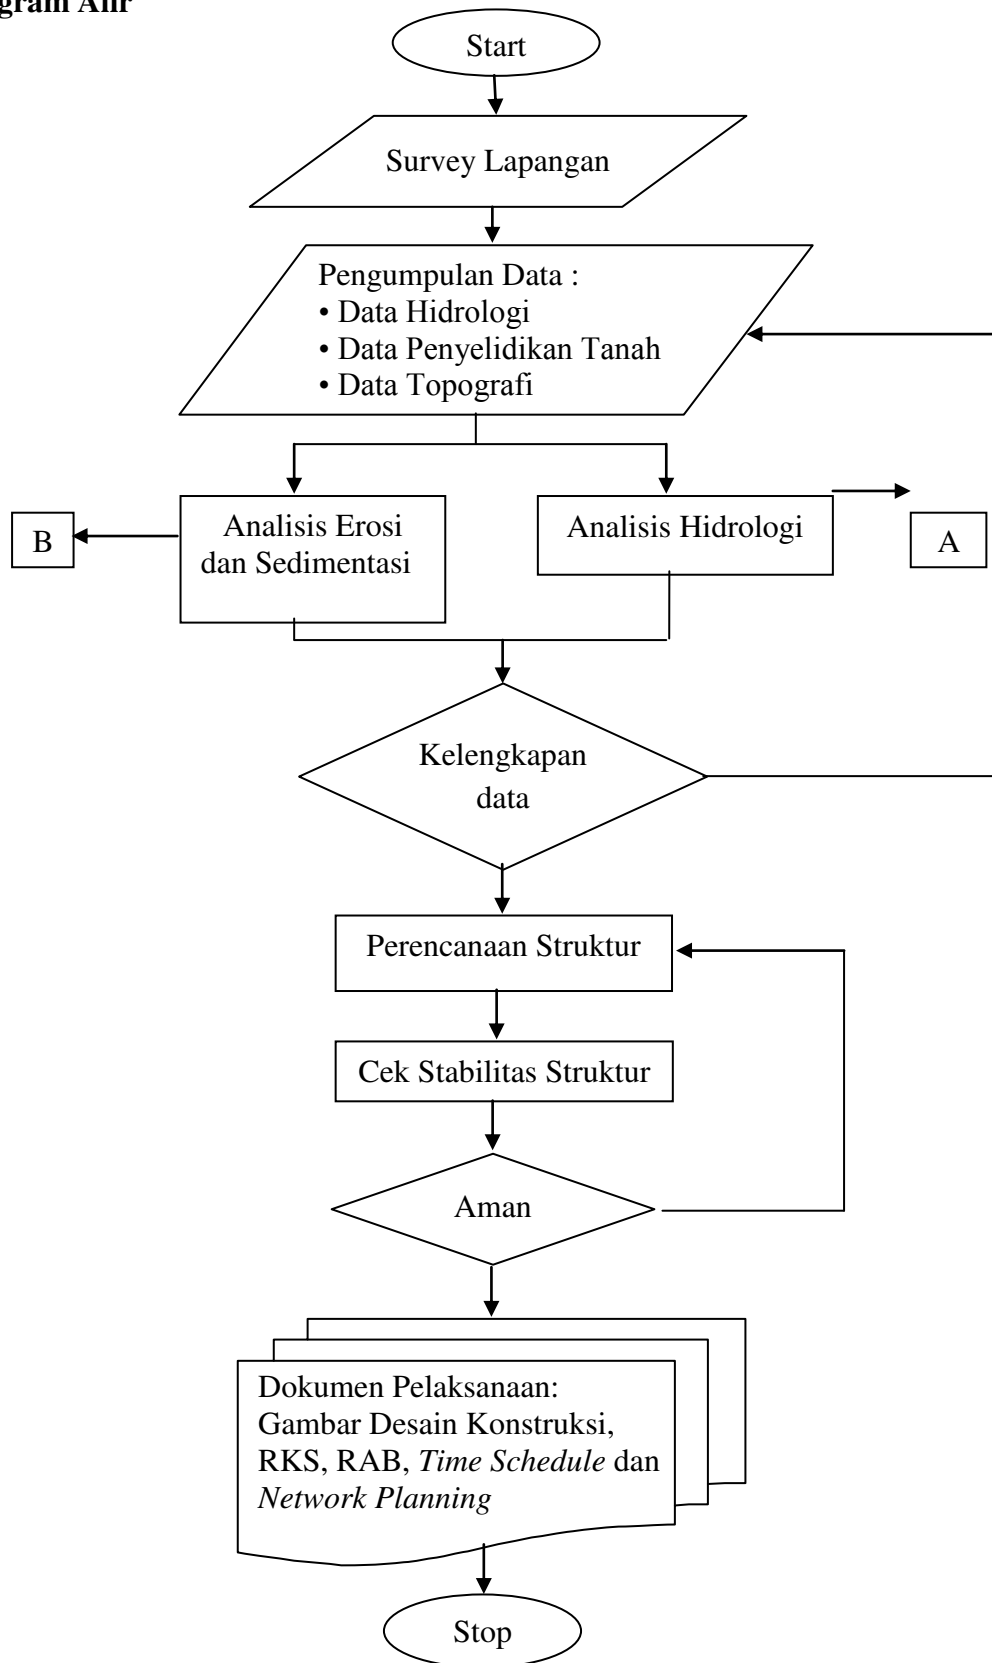 gram Alir
Start
Survey Lapangan
Pengumpulan Data :
• Data Hidrologi
• Data Penyelidikan Tanah
• Data Topografi
Analisis Erosi
dan Sedimentasi
Analisis Hidrologi
B
A
Kelengkapan
data
Perencanaan Struktur
Cek Stabilitas Struktur
Aman
Dokumen Pelaksanaan:
Gambar Desain Konstruksi,
RKS, RAB, Time Schedule dan
Network Planning
Stop